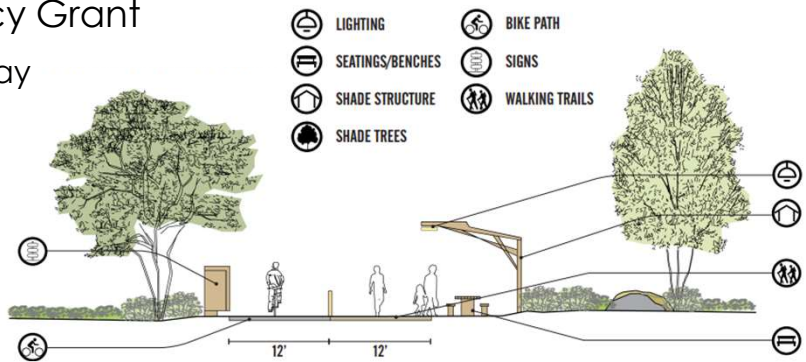 cy Grant
ay
LIGHTING
SEATINGS/BENCHES
SHADE STRUCTURE
SHADE TREES
BIKE PATH
SIGNS
WALKING TRAILS
12' 12'